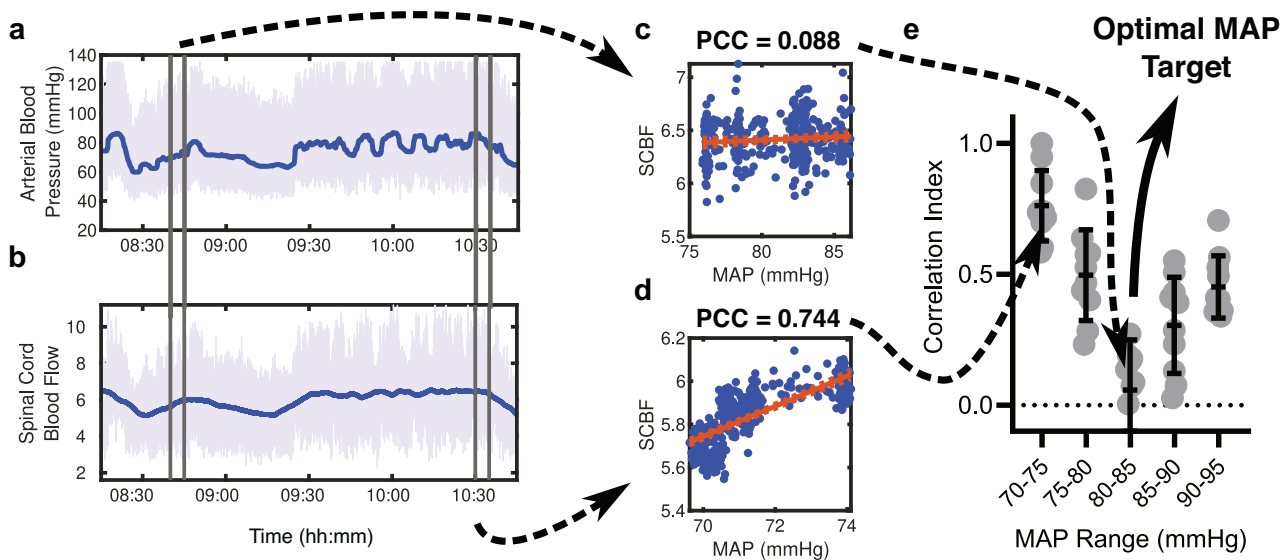 a
Arterial Blood
Pressure (mmHg)
140
120
100
80
60
40
20
08:30 09:00 09:30 10:00 10:30
b
Spinal Cord
Blood Flow
10
8
6
4
2
08:30 09:00 09:30 10:00 10:30
Time (hh:mm)
c
PCC = 0.088
SCBF
7
6.5
6
5.5
75 80 85
MAP (mmHg)
d
PCC = 0.744
SCBF
6.2
6
5.8
5.6
5.4
70 72 74
MAP (mmHg)
e
Optimal MAP
Target
Correlation Index
1.0
0.5
0.0
70-75 75-80 80-85 85-90 90-95
MAP Range (mmHg)